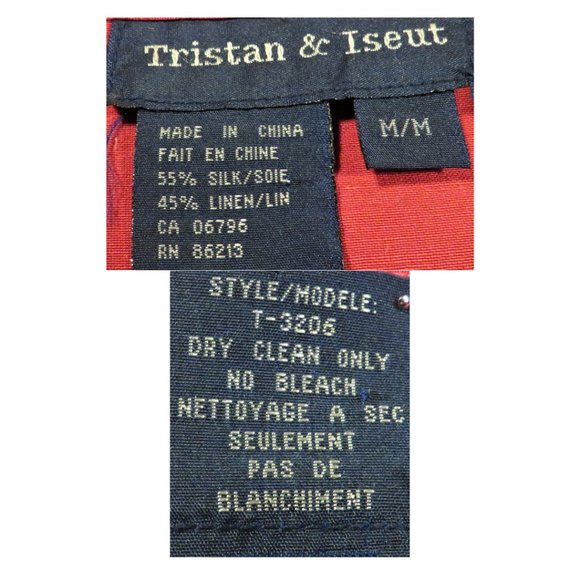 Tristan & Iseut
M/M
MADE IN CHINA
FAIT EN CHINE
55% SILK/SOIE
45% LINEN/LIN
CA 06796
RN 86213
STYLE/MODELE:
T-3206
DRY CLEAN ONLY
NO BLEACH
NETTOYAGE A SEC
SEULEMENT
PAS DE
BLANCHIMENT